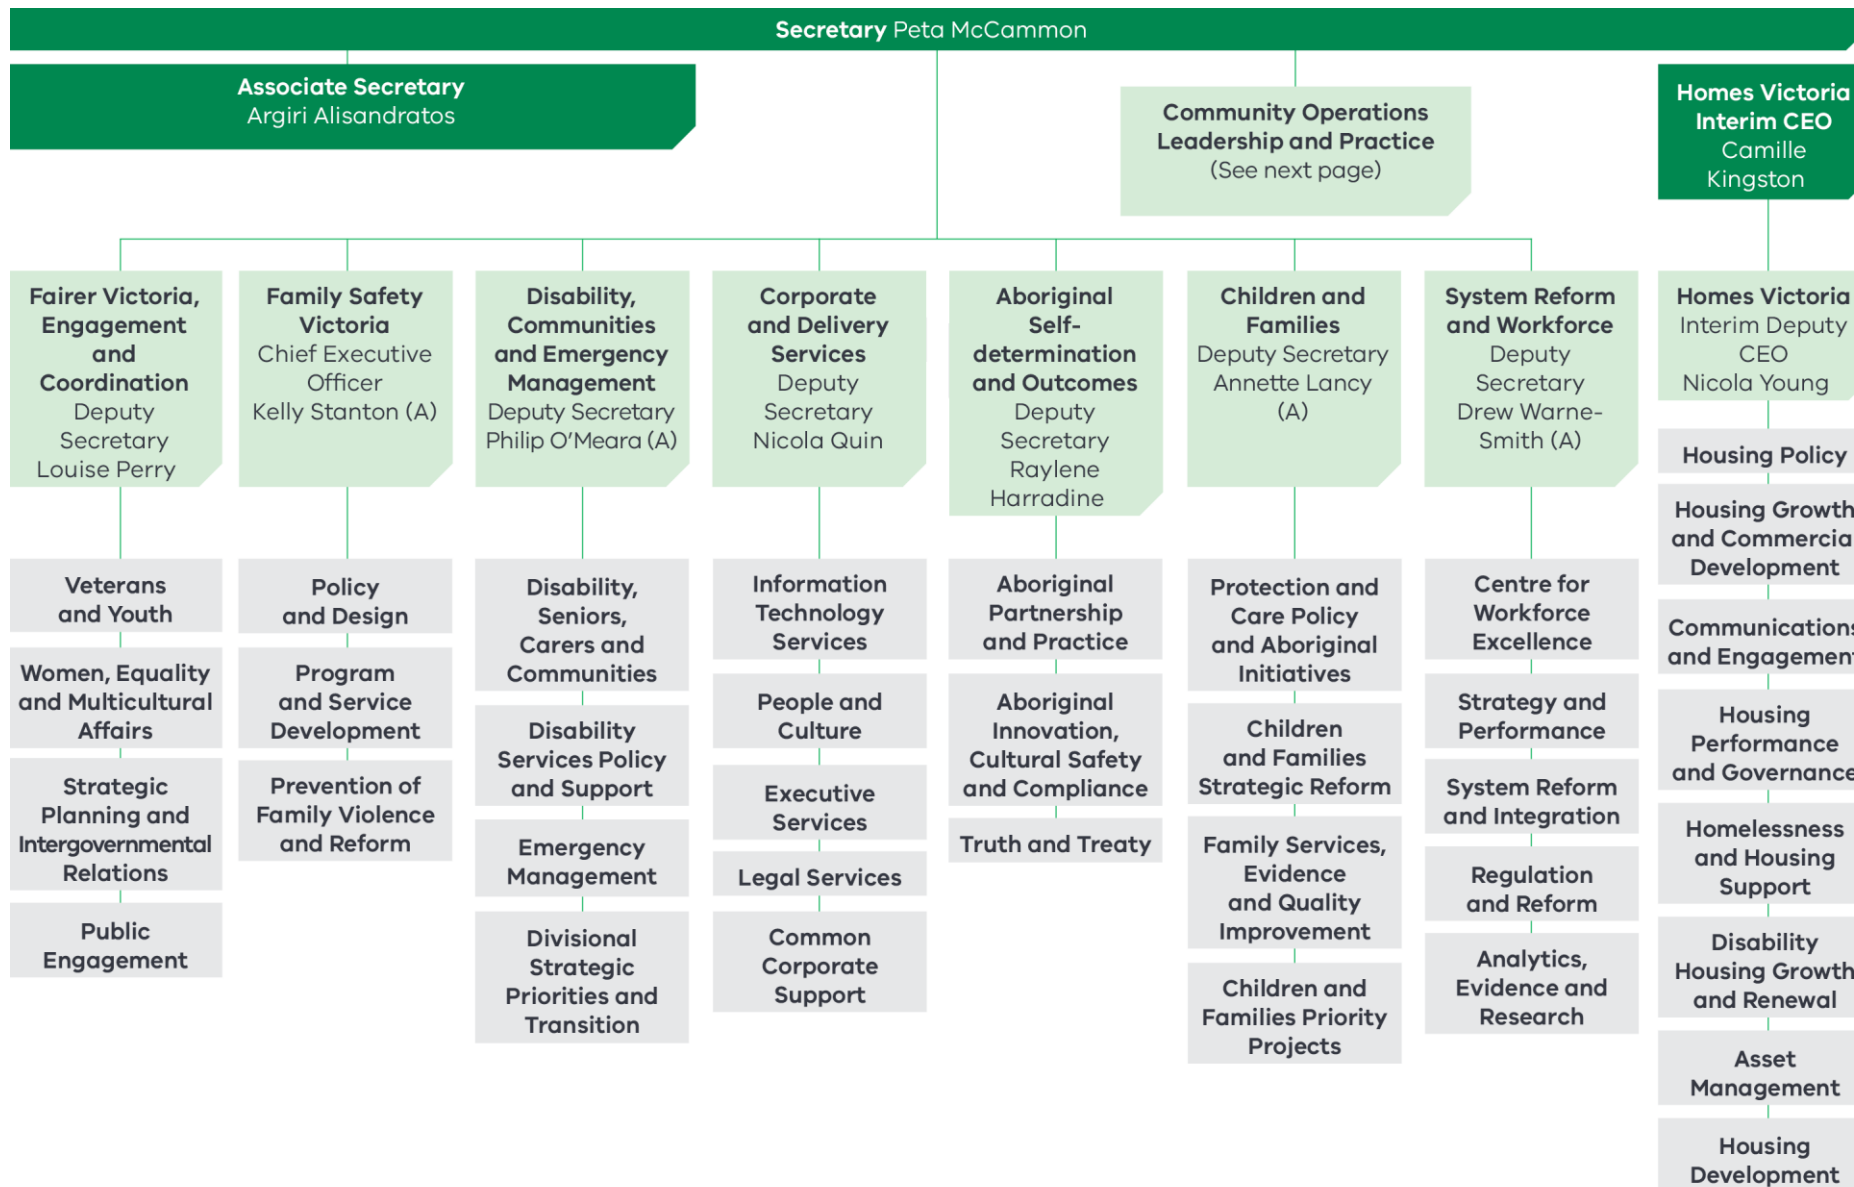 Secretary Peta McCammon
Associate Secretary
Argiri Alisandratos
Community Operations
Leadership and Practice
(See next page)
Homes Victoria
Interim CEO
Camille
Kingston
Fairer Victoria,
Engagement
and
Coordination
Deputy
Secretary
Louise Perry
Veterans
and Youth
Women, Equality
and Multicultural
Affairs
Strategic
Planning and
Intergovernmental
Relations
Public
Engagement
Family Safety
Victoria
Chief Executive
Officer
Kelly Stanton (A)
Policy
and Design
Program
and Service
Development
Prevention of
Family Violence
and Reform
Disability,
Communities
and Emergency
Management
Deputy Secretary
Philip O’Meara (A)
Disability,
Seniors,
Carers and
Communities
Disability
Services Policy
and Support
Emergency
Management
Divisional
Strategic
Priorities and
Transition
Corporate
and Delivery
Services
Deputy
Secretary
Nicola Quin
Information
Technology
Services
People and
Culture
Executive
Services
Legal Services
Common
Corporate
Support
Aboriginal
Self-
determination
and Outcomes
Deputy
Secretary
Raylene
Harradine
Aboriginal
Partnership
and Practice
Aboriginal
Innovation,
Cultural Safety
and Compliance
Truth and Treaty
Children and
Families
Deputy Secretary
Annette Lancy
(A)
Protection and
Care Policy
and Aboriginal
Initiatives
Children
and Families
Strategic Reform
Family Services,
Evidence
and Quality
Improvement
Children and
Families Priority
Projects
System Reform
and Workforce
Deputy
Secretary
Drew Warne-
Smith (A)
Centre for
Workforce
Excellence
Strategy and
Performance
System Reform
and Integration
Regulation
and Reform
Analytics,
Evidence and
Research
Homes Victoria
Interim Deputy
CEO
Nicola Young
Housing Policy
Housing Growth
and Commercial
Development
Communications
and Engagement
Housing
Performance
and Governance
Homelessness
and Housing
Support
Disability
Housing Growth
and Renewal
Asset
Management
Housing
Development